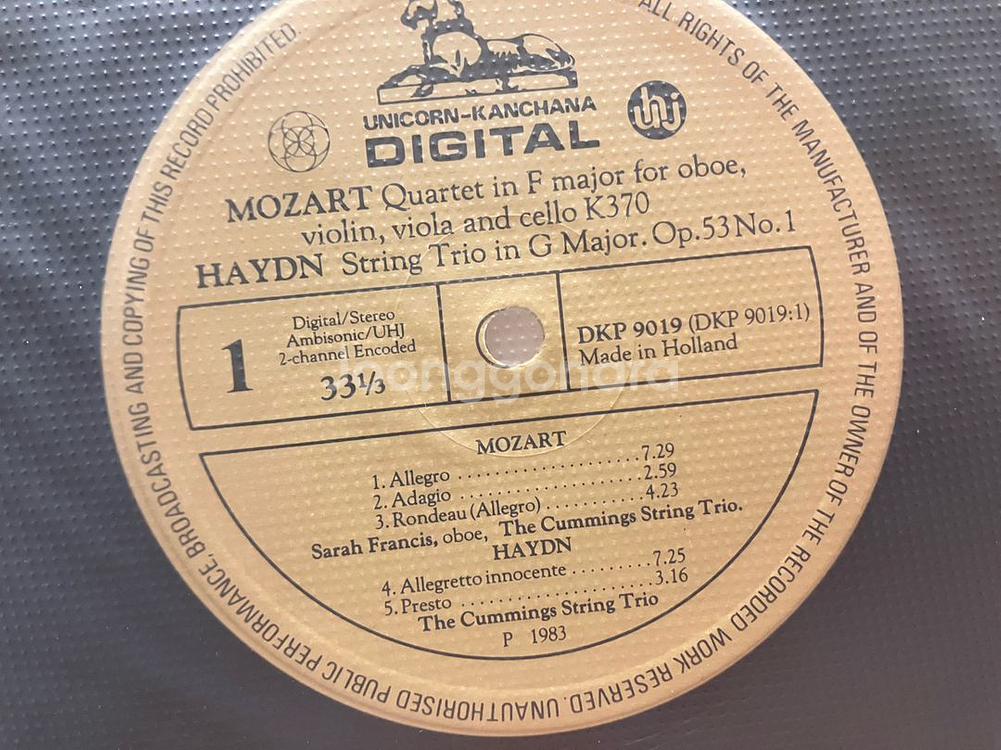 UNICORN-KANCHANA
DIGITAL
uhj
MOZART Quartet in F major for oboe,
violin, viola and cello K370
HAYDN String Trio in G Major. Op. 53 No. 1
1
Digital/Stereo
Ambisonic/UHJ
2-channel Encoded
33⅓
DKP 9019 (DKP 9019:1)
Made in Holland
MOZART
1. Allegro ........................ 7.29
2. Adagio ........................ 2.59
3. Rondeau (Allegro) ............ 4.23
Sarah Francis, oboe, The Cummings String Trio.
HAYDN
4. Allegretto innocente .......... 7.25
5. Presto ........................ 3.16
The Cummings String Trio
P 1983
ALL RIGHTS OF THE MANUFACTURER AND OF THE OWNER OF THE RECORDED WORK RESERVED. UNAUTHORISED PUBLIC PERFORMANCE, BROADCASTING AND COPYING OF THIS RECORD PROHIBITED.